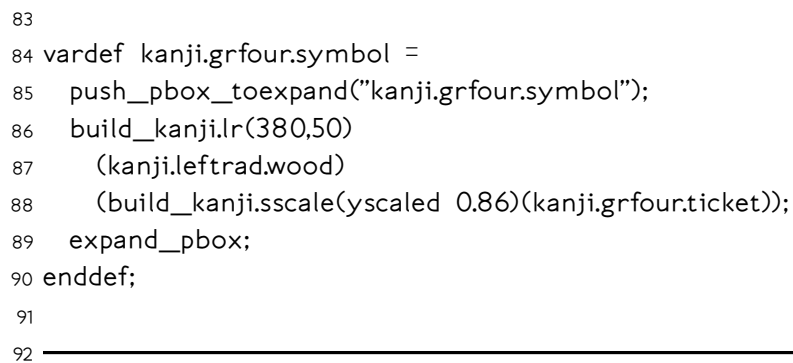 83
84 vardef kanji.grfour.symbol =
85 push_pbox_toexpand("kanji.grfour.symbol");
86 build_kanji.lr(380,50)
87 (kanji.leftrad.wood)
88 (build_kanji.sscale(yscaled 0.86)(kanji.grfour.ticket));
89 expand_pbox;
90 enddef;
91
92